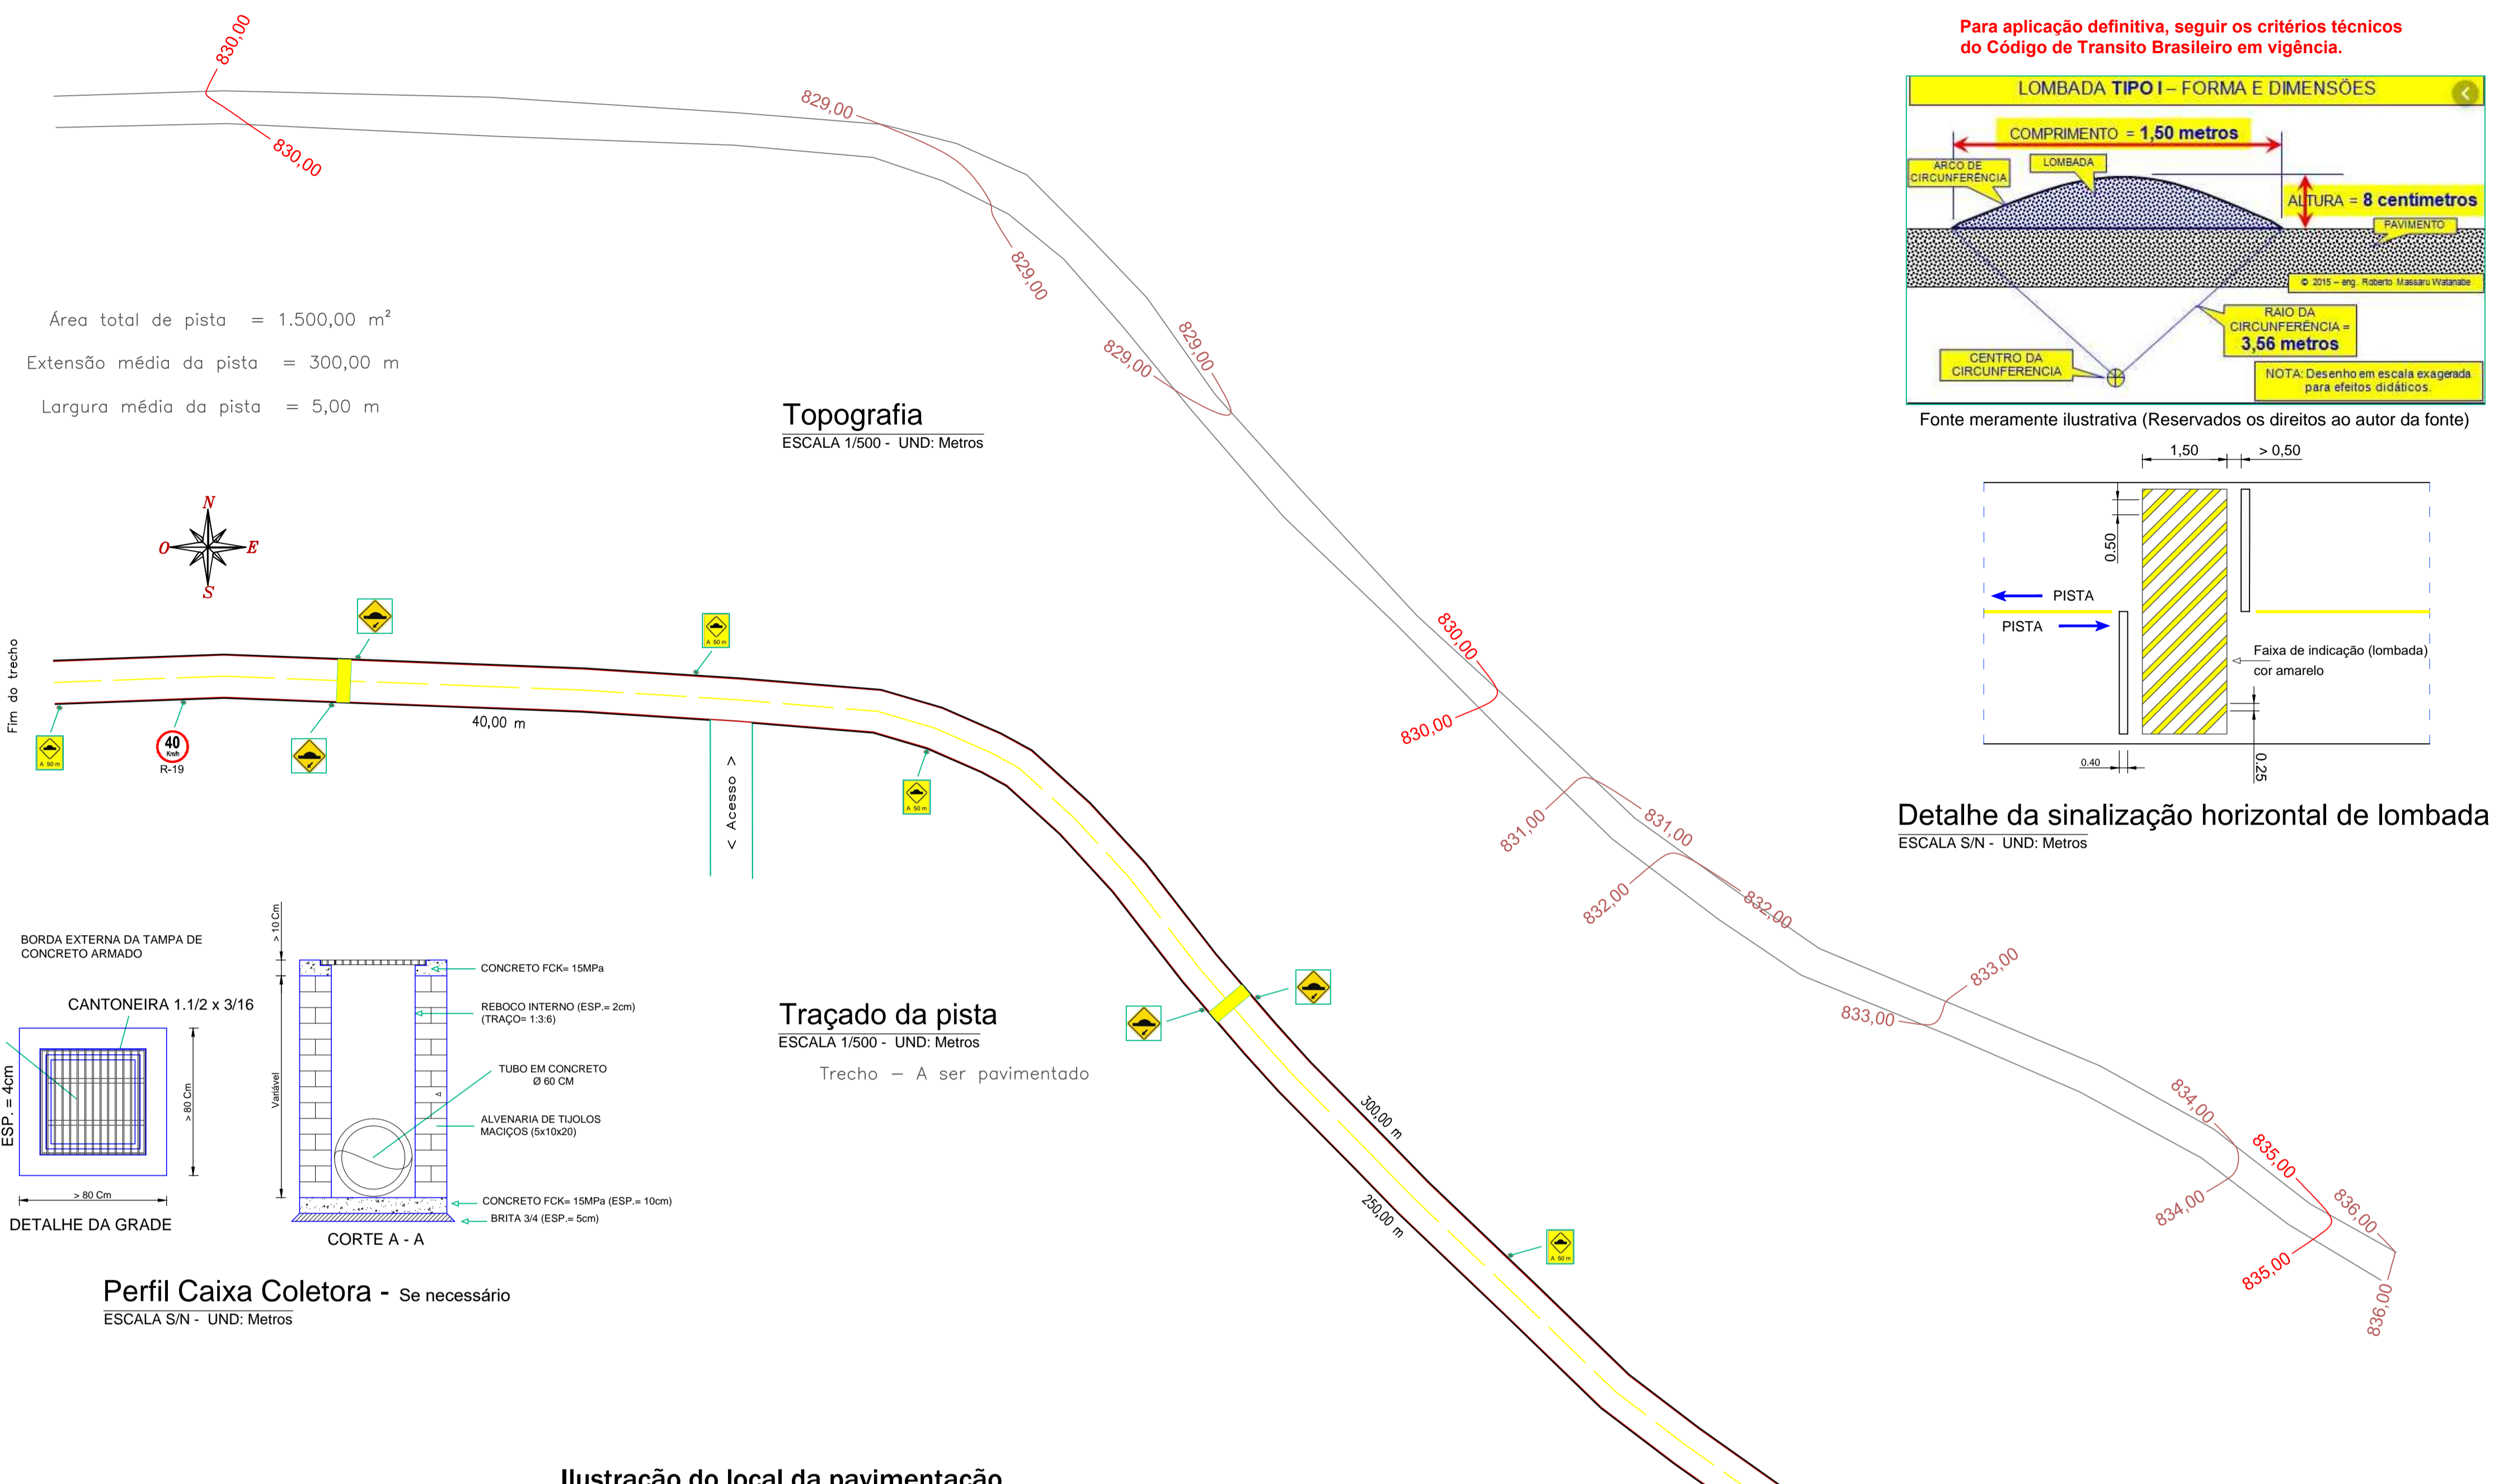 Para aplicação definitiva, seguir os critérios técnicos
do Código de Transito Brasileiro em vigência.
830,00
830,00
829,00
829,00
829,00
829,00
830,00
830,00
831,00
831,00
832,00
832,00
833,00
833,00
834,00
834,00
835,00
835,00
836,00
836,00
Área total de pista = 1.500,00 m²
Extensão média da pista = 300,00 m
Largura média da pista = 5,00 m
Topografia
ESCALA 1/500 - UND: Metros
LOMBADA TIPO I – FORMA E DIMENSÕES
COMPRIMENTO = 1,50 metros
ARCO DE
CIRCUNFERÊNCIA
LOMBADA
ALTURA = 8 centimetros
PAVIMENTO
© 2015 – eng. Roberto Massaru Watanabe
RAIO DA
CIRCUNFERÊNCIA =
3,56 metros
CENTRO DA
CIRCUNFERENCIA
NOTA: Desenho em escala exagerada
para efeitos didáticos.
Fonte meramente ilustrativa (Reservados os direitos ao autor da fonte)
1,50
> 0,50
0.50
PISTA
PISTA
Faixa de indicação (lombada)
cor amarelo
0.40
0.25
Detalhe da sinalização horizontal de lombada
ESCALA S/N - UND: Metros
N
O
E
S
Fim do trecho
A 50 m
40
Km/h
R-19
A 50 m
40,00 m
< Acesso >
A 50 m
Traçado da pista
ESCALA 1/500 - UND: Metros
Trecho – A ser pavimentado
300,00 m
250,00 m
A 50 m
BORDA EXTERNA DA TAMPA DE
CONCRETO ARMADO
CANTONEIRA 1.1/2 x 3/16
ESP. = 4cm
> 80 Cm
> 80 Cm
DETALHE DA GRADE
> 10 Cm
Variável
CONCRETO FCK= 15MPa
REBOCO INTERNO (ESP.= 2cm)
(TRAÇO= 1:3:6)
TUBO EM CONCRETO
Ø 60 CM
ALVENARIA DE TIJOLOS
MACIÇOS (5x10x20)
CONCRETO FCK= 15MPa (ESP.= 10cm)
BRITA 3/4 (ESP.= 5cm)
CORTE A - A
Perfil Caixa Coletora - Se necessário
ESCALA S/N - UND: Metros
Ilustração do local da pavimentação